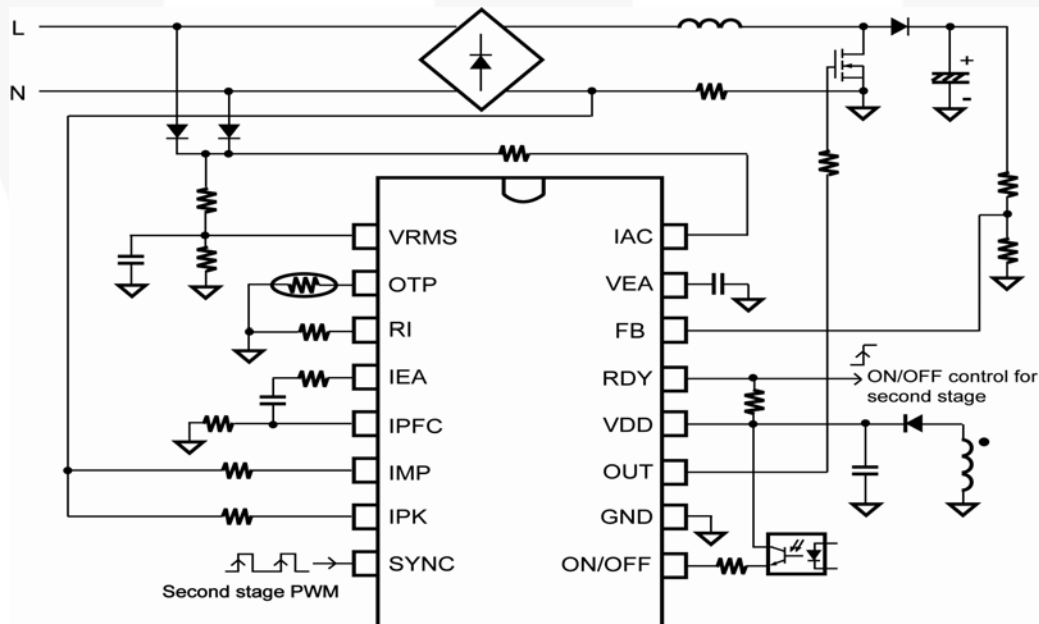 L
+
N
-
VRMS
IAC
OTP
VEA
RI
FB
IEA
RDY
ON/OFF control for
second stage
IPFC
VDD
IMP
OUT
IPK
GND
SYNC
ON/OFF
Second stage PWM